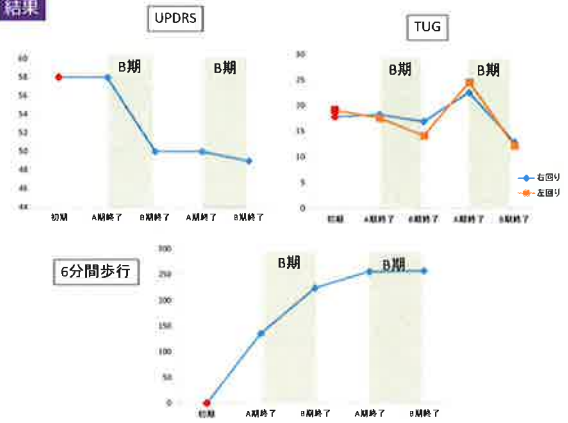 結果
UPDRS
60
58
56
54
52
50
48
46
44
B期
B期
初期
A期終了
B期終了
A期終了
B期終了
TUG
30
25
20
15
10
5
0
B期
B期
初期
A期終了
B期終了
A期終了
B期終了
右回り
左回り
6分間歩行
300
250
200
150
100
50
0
B期
B期
初期
A期終了
B期終了
A期終了
B期終了